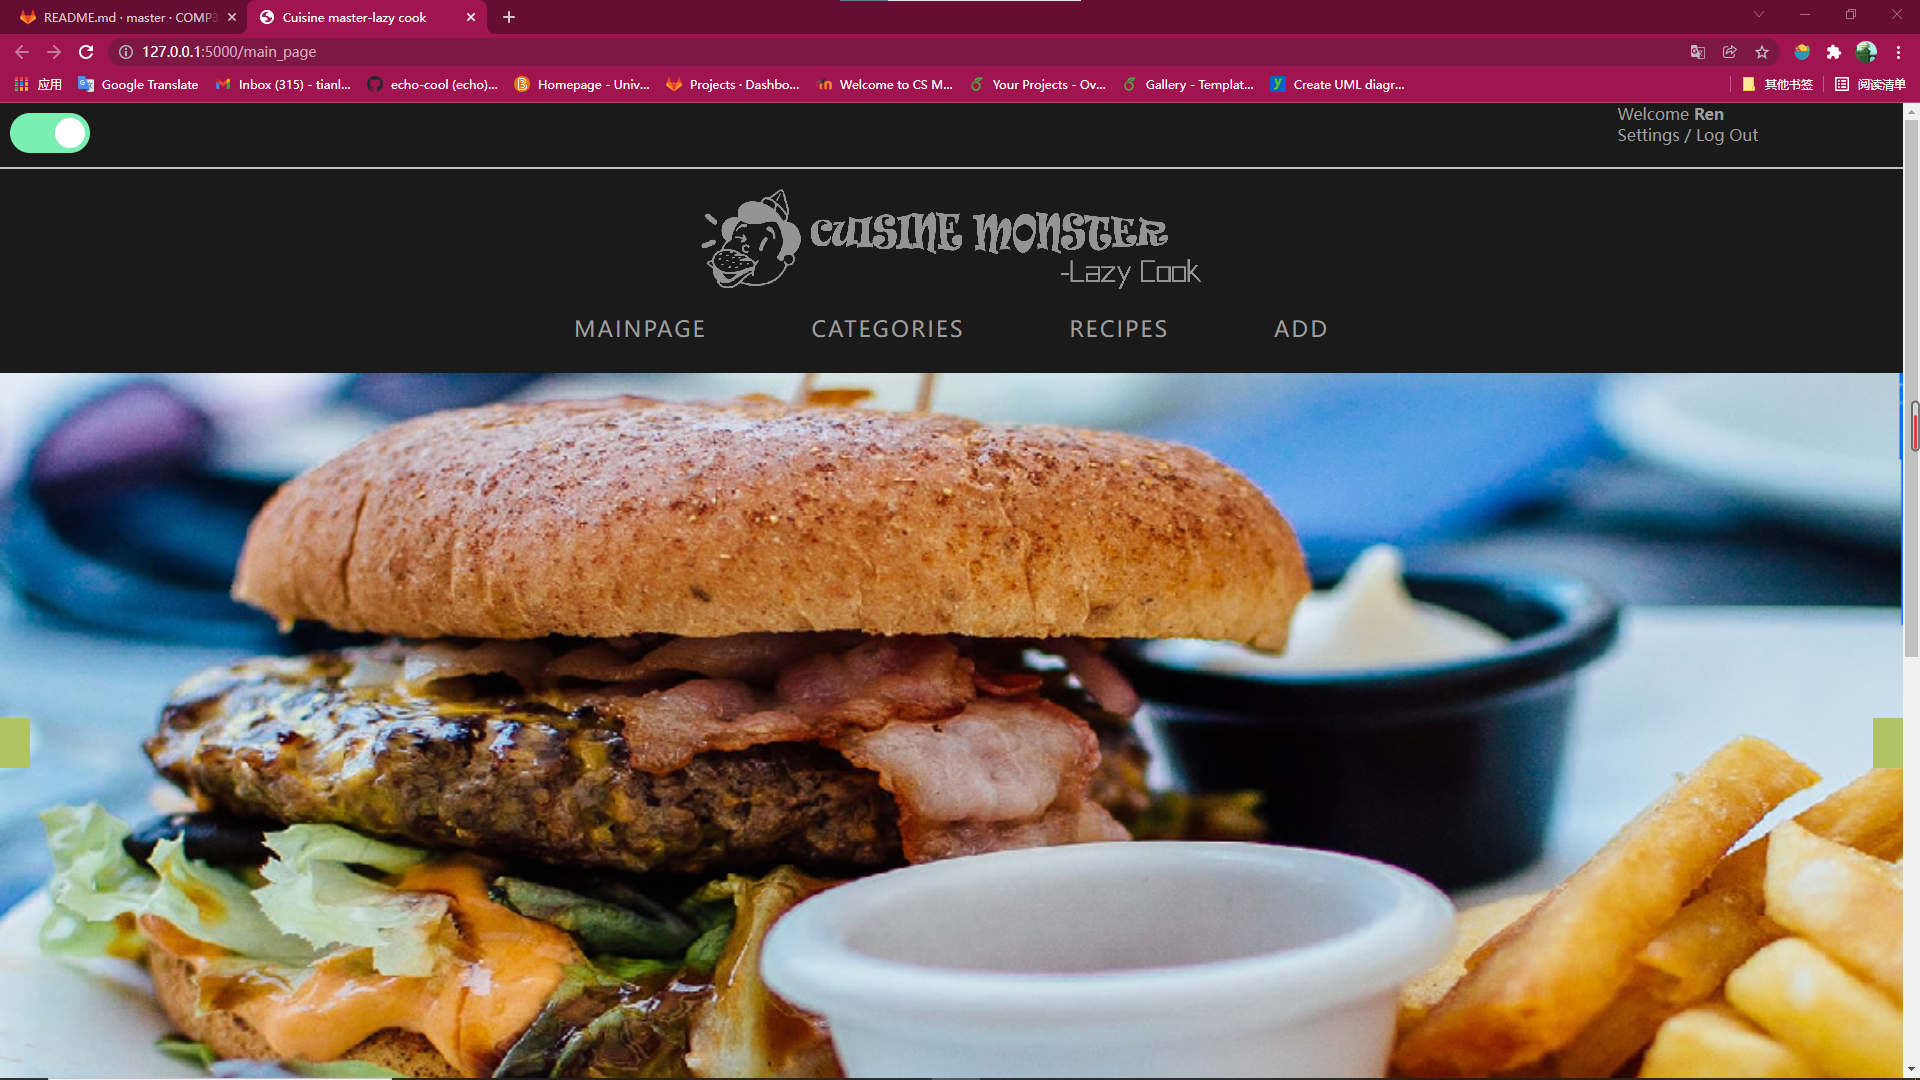 README.md · master · COMP3
Cuisine master-lazy cook
127.0.0.1:5000/main_page
应用
Google Translate
Inbox (315) - tianl...
echo-cool (echo)...
Homepage - Univ...
Projects · Dashbo...
Welcome to CS M...
Your Projects - Ov...
Gallery - Templat...
Create UML diagr...
其他书签
阅读清单
Welcome Ren
Settings / Log Out
CUISINE MONSTER
-Lazy Cook
MAINPAGE
CATEGORIES
RECIPES
ADD